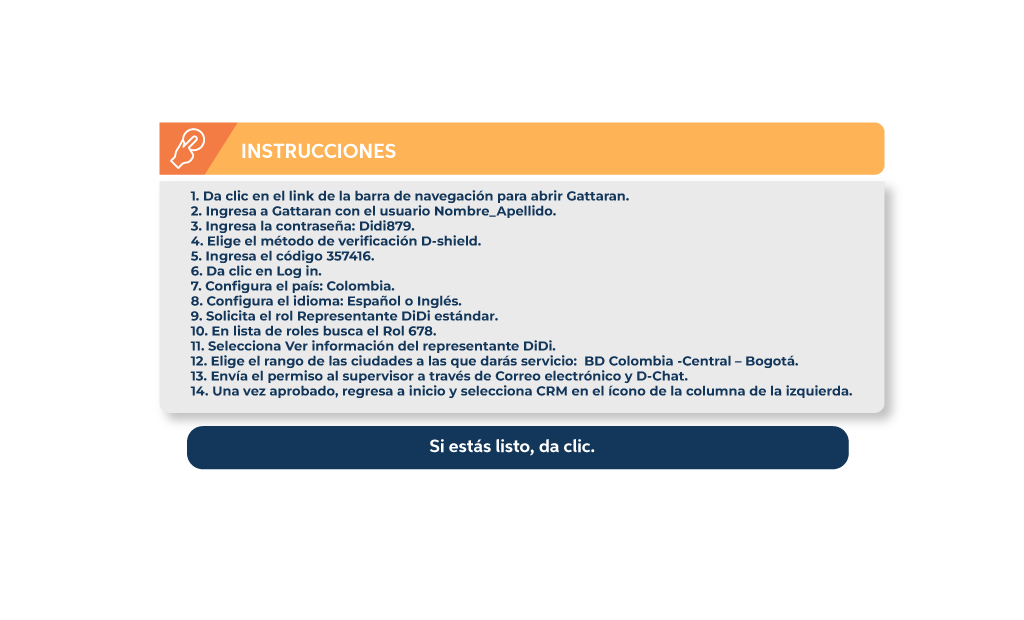 INSTRUCCIONES
1. Da clic en el link de la barra de navegación para abrir Gattaran.
2. Ingresa a Gattaran con el usuario Nombre_Apellido.
3. Ingresa la contraseña: Didi879.
4. Elige el método de verificación D-shield.
5. Ingresa el código 357416.
6. Da clic en Log in.
7. Configura el país: Colombia.
8. Configura el idioma: Español o Inglés.
9. Solicita el rol Representante DiDi estándar.
10. En lista de roles busca el Rol 678.
11. Selecciona Ver información del representante DiDi.
12. Elige el rango de las ciudades a las que darás servicio:  BD Colombia -Central – Bogotá.
13. Envía el permiso al supervisor a través de Correo electrónico y D-Chat.
14. Una vez aprobado, regresa a inicio y selecciona CRM en el ícono de la columna de la izquierda.
Si estás listo, da clic.